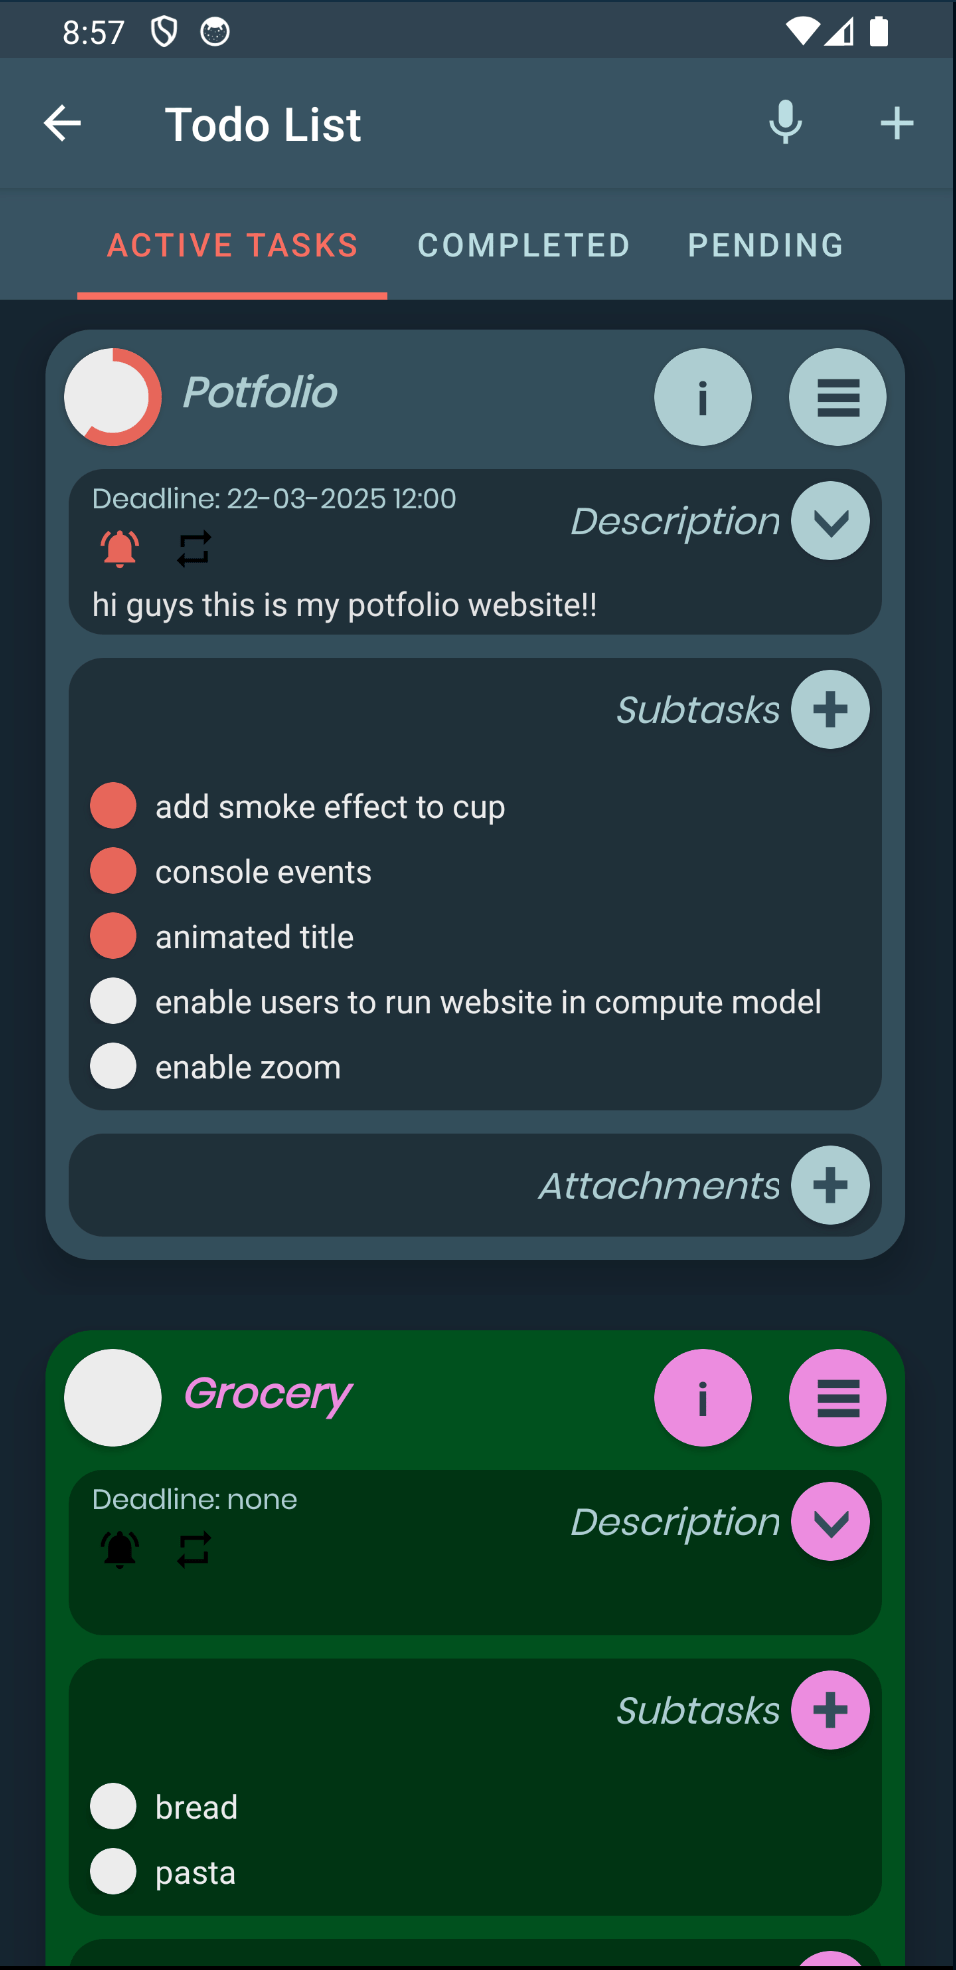 8:57
Todo List
ACTIVE TASKS COMPLETED PENDING
Potfolio
i
Deadline: 22-03-2025 12:00
Description
hi guys this is my potfolio website!!
Subtasks
add smoke effect to cup
console events
animated title
enable users to run website in compute model
enable zoom
Attachments
Grocery
i
Deadline: none
Description
Subtasks
bread
pasta